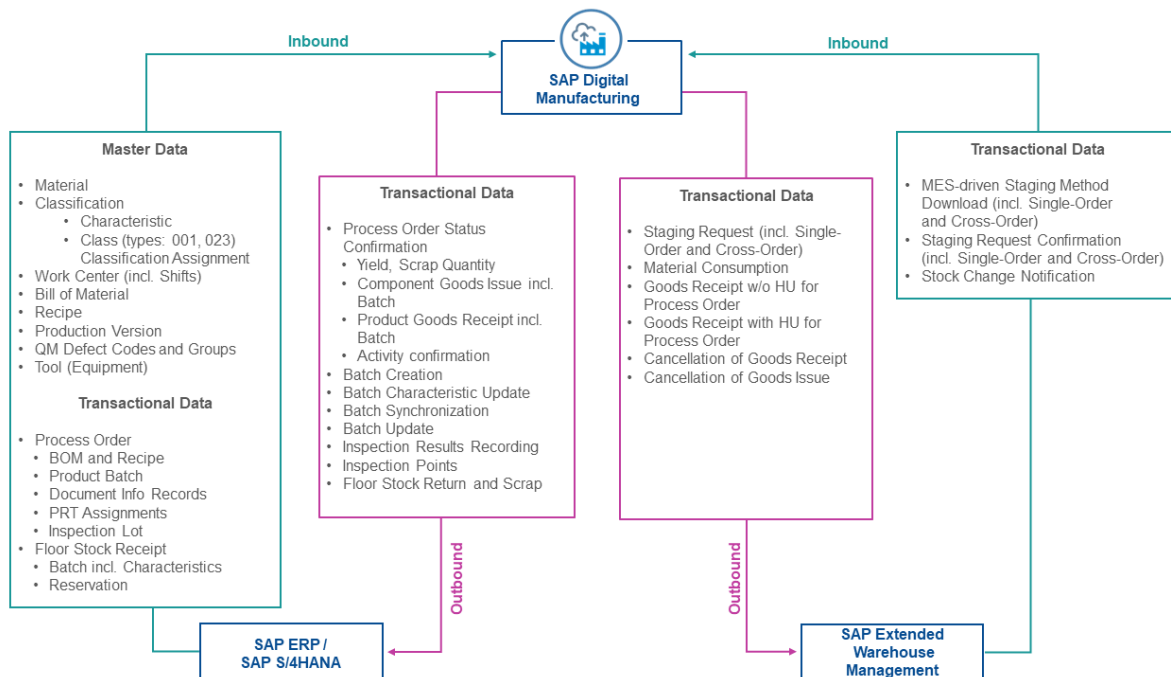 Inbound
Inbound
SAP Digital
Manufacturing
Master Data
• Material
• Classification
• Characteristic
• Class (types: 001, 023)
Classification Assignment
• Work Center (incl. Shifts)
• Bill of Material
• Recipe
• Production Version
• QM Defect Codes and Groups
• Tool (Equipment)
Transactional Data
• Process Order
• BOM and Recipe
• Product Batch
• Document Info Records
• PRT Assignments
• Inspection Lot
• Floor Stock Receipt
• Batch incl. Characteristics
• Reservation
Transactional Data
• Process Order Status
Confirmation
• Yield, Scrap Quantity
• Component Goods Issue incl.
Batch
• Product Goods Receipt incl.
Batch
• Activity confirmation
• Batch Creation
• Batch Characteristic Update
• Batch Synchronization
• Batch Update
• Inspection Results Recording
• Inspection Points
• Floor Stock Return and Scrap
Transactional Data
• Staging Request (incl. Single-
Order and Cross-Order)
• Material Consumption
• Goods Receipt w/o HU for
Process Order
• Goods Receipt with HU for
Process Order
• Cancellation of Goods Receipt
• Cancellation of Goods Issue
Transactional Data
• MES-driven Staging Method
Download (incl. Single-Order
and Cross-Order)
• Staging Request Confirmation
(incl. Single-Order and Cross-Order)
• Stock Change Notification
Outbound
Outbound
SAP ERP /
SAP S/4HANA
SAP Extended
Warehouse
Management